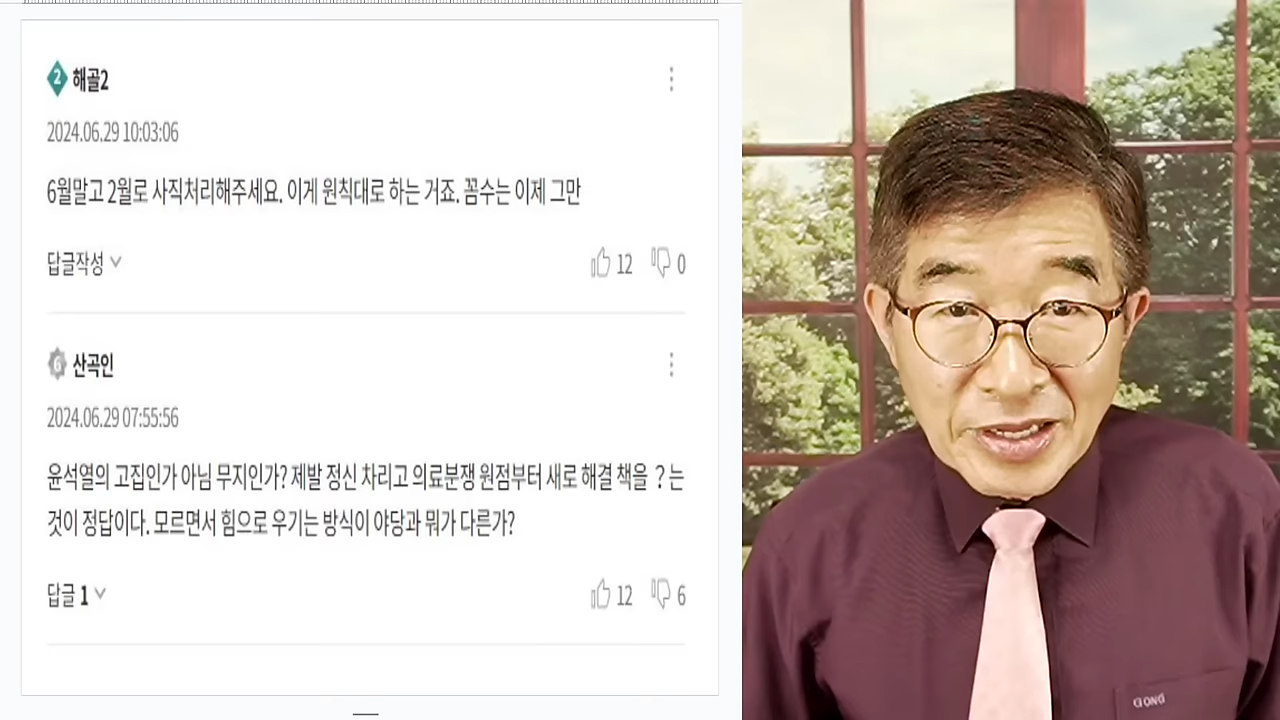 2 해골2
2024.06.29 10:03:06
6월말고 2월로 사직처리해주세요. 이게 원칙대로 하는 거죠. 꼼수는 이제 그만
답글작성
12 0
6 산곡인
2024.06.29 07:55:56
윤석열의 고집인가 아님 무지인가? 제발 정신 차리고 의료분쟁 원점부터 새로 해결 책을 ? 는
것이 정답이다. 모르면서 힘으로 우기는 방식이 야당과 뭐가 다른가?
답글 1
12 6
GONG